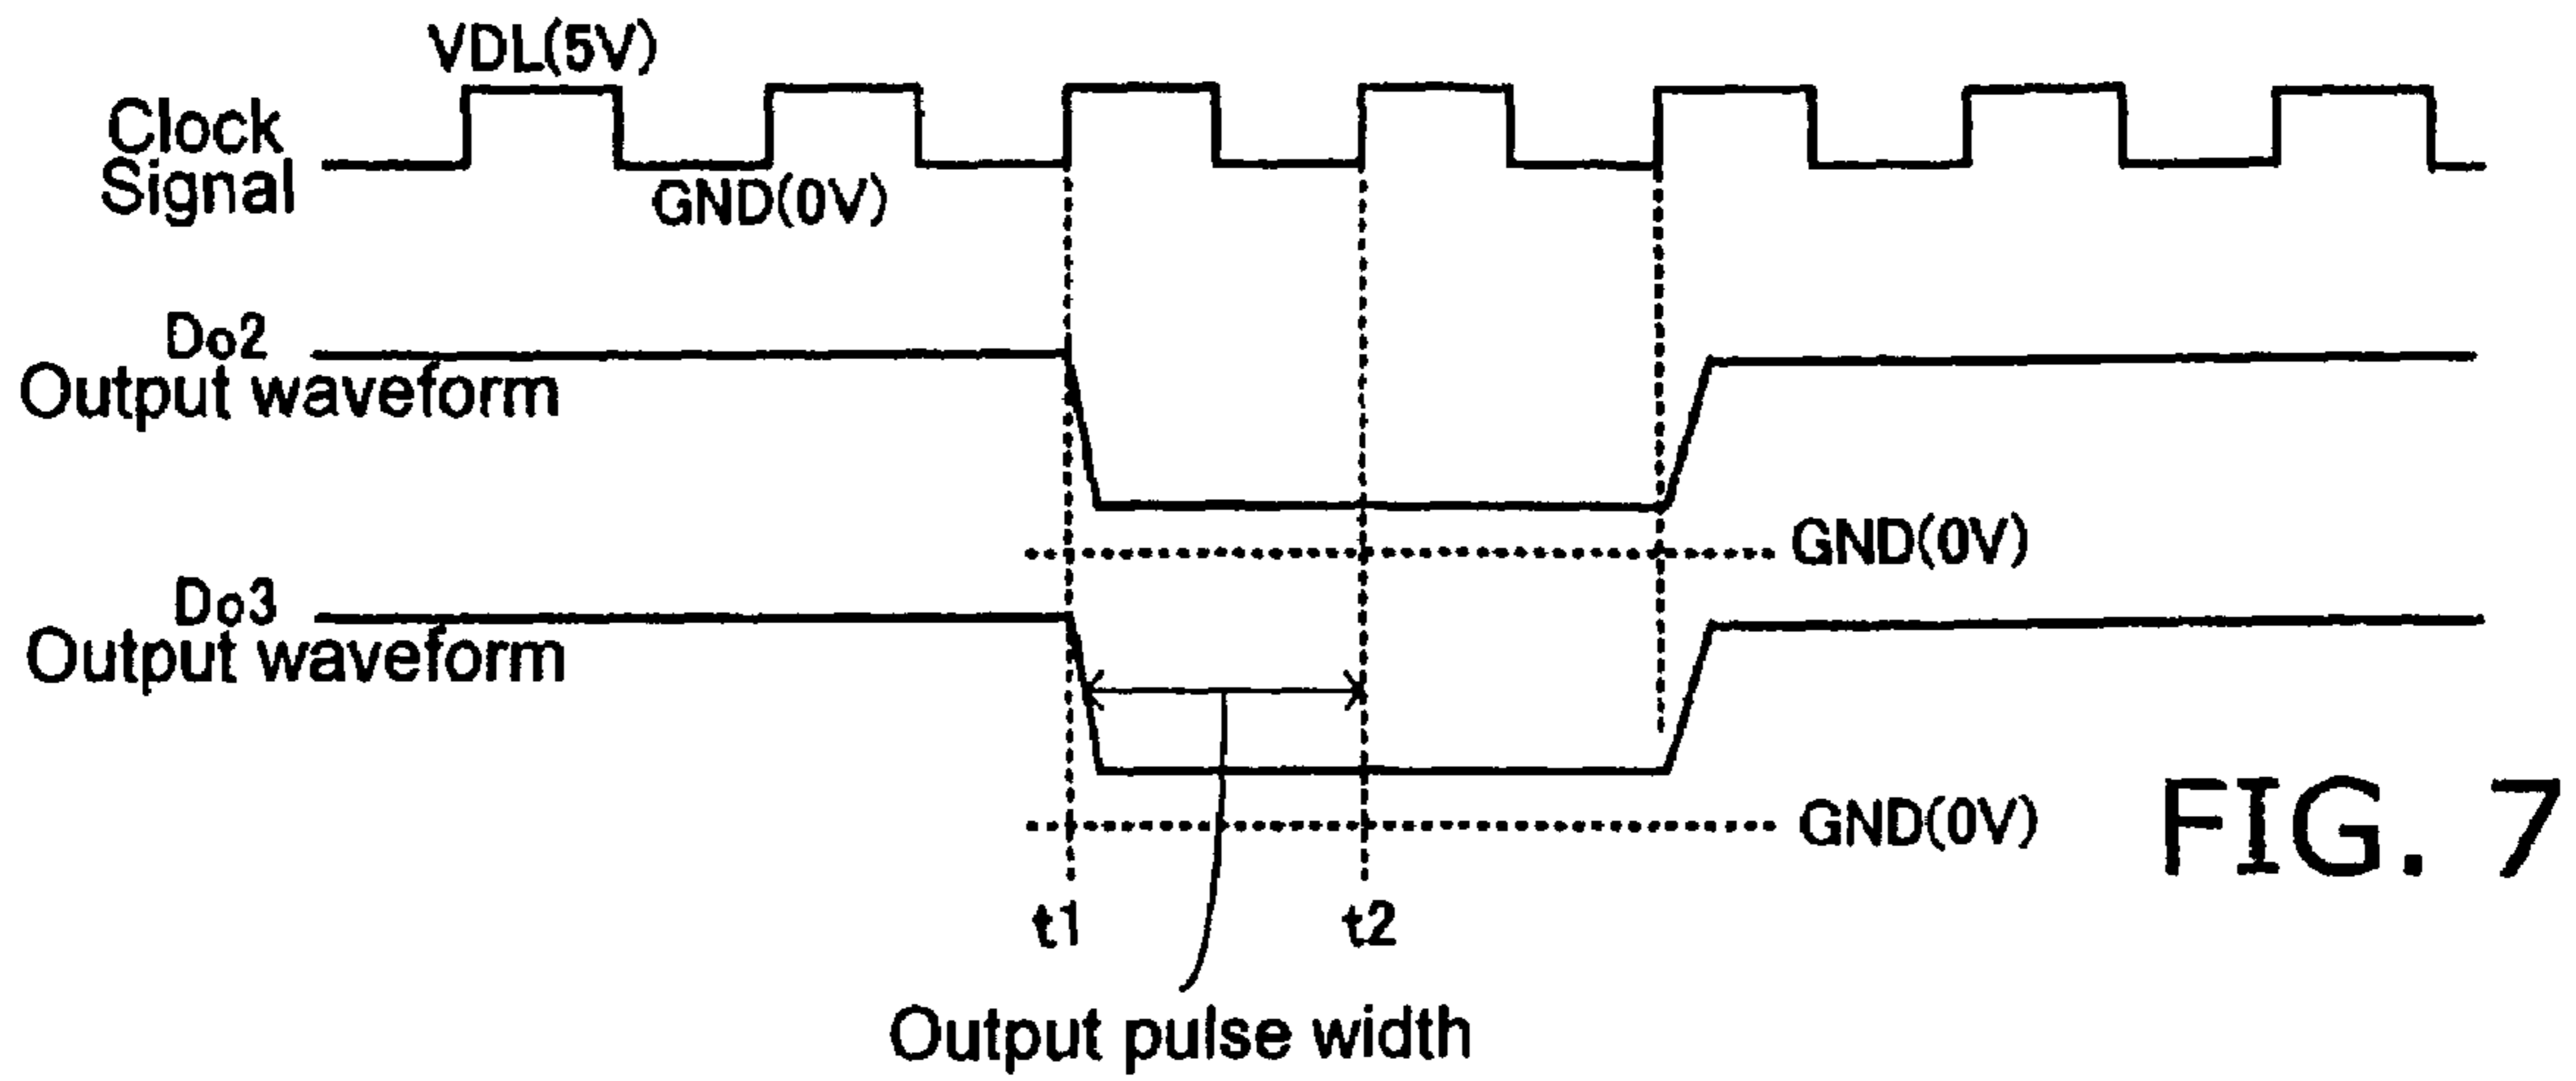 VDL(5V)
Clock
Signal
GND(0V)
Do2
Output waveform
GND(0V)
Do3
Output waveform
GND(0V)
FIG. 7
t1
t2
Output pulse width